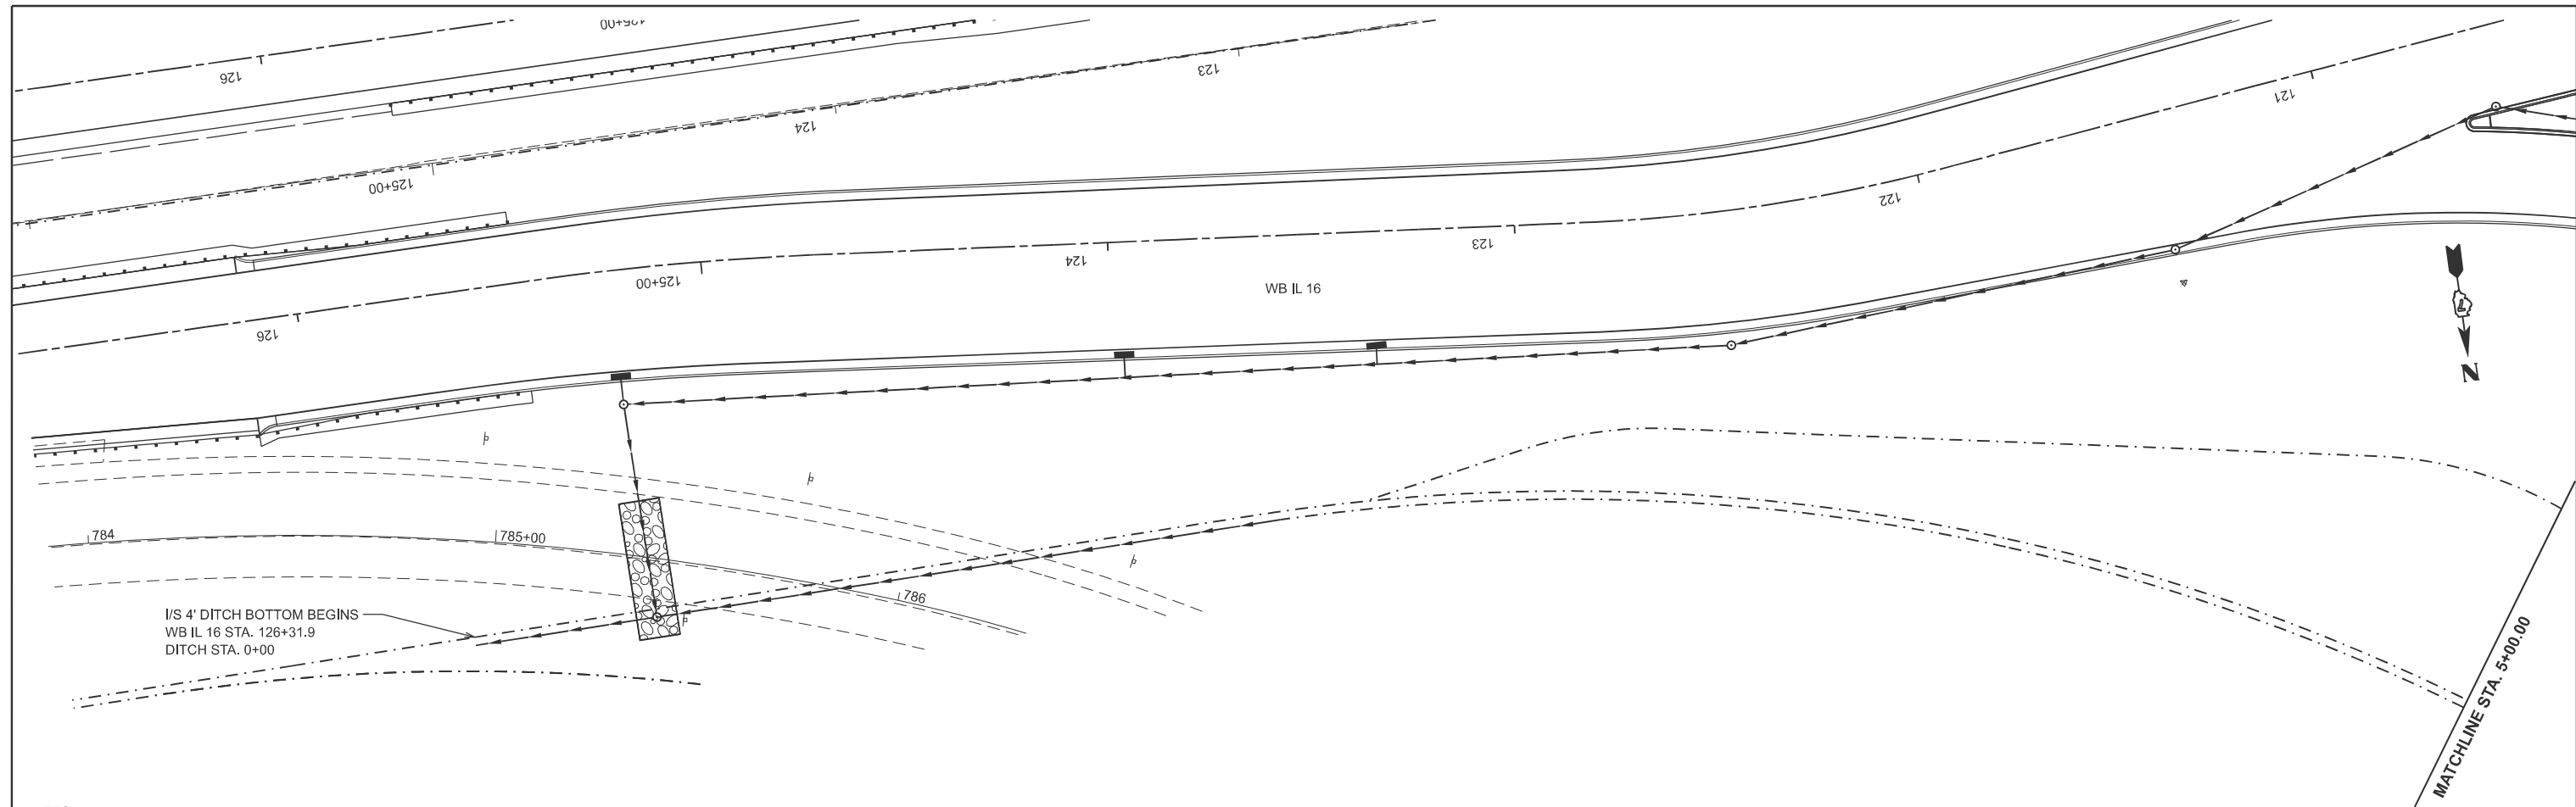 125+00
126
123
121
124
125+00
122
123
124
125+00
WB IL 16
126
N
784
785+00
786
I/S 4' DITCH BOTTOM BEGINS
WB IL 16 STA. 126+31.9
DITCH STA. 0+00
MATCHLINE STA. 5+00.00